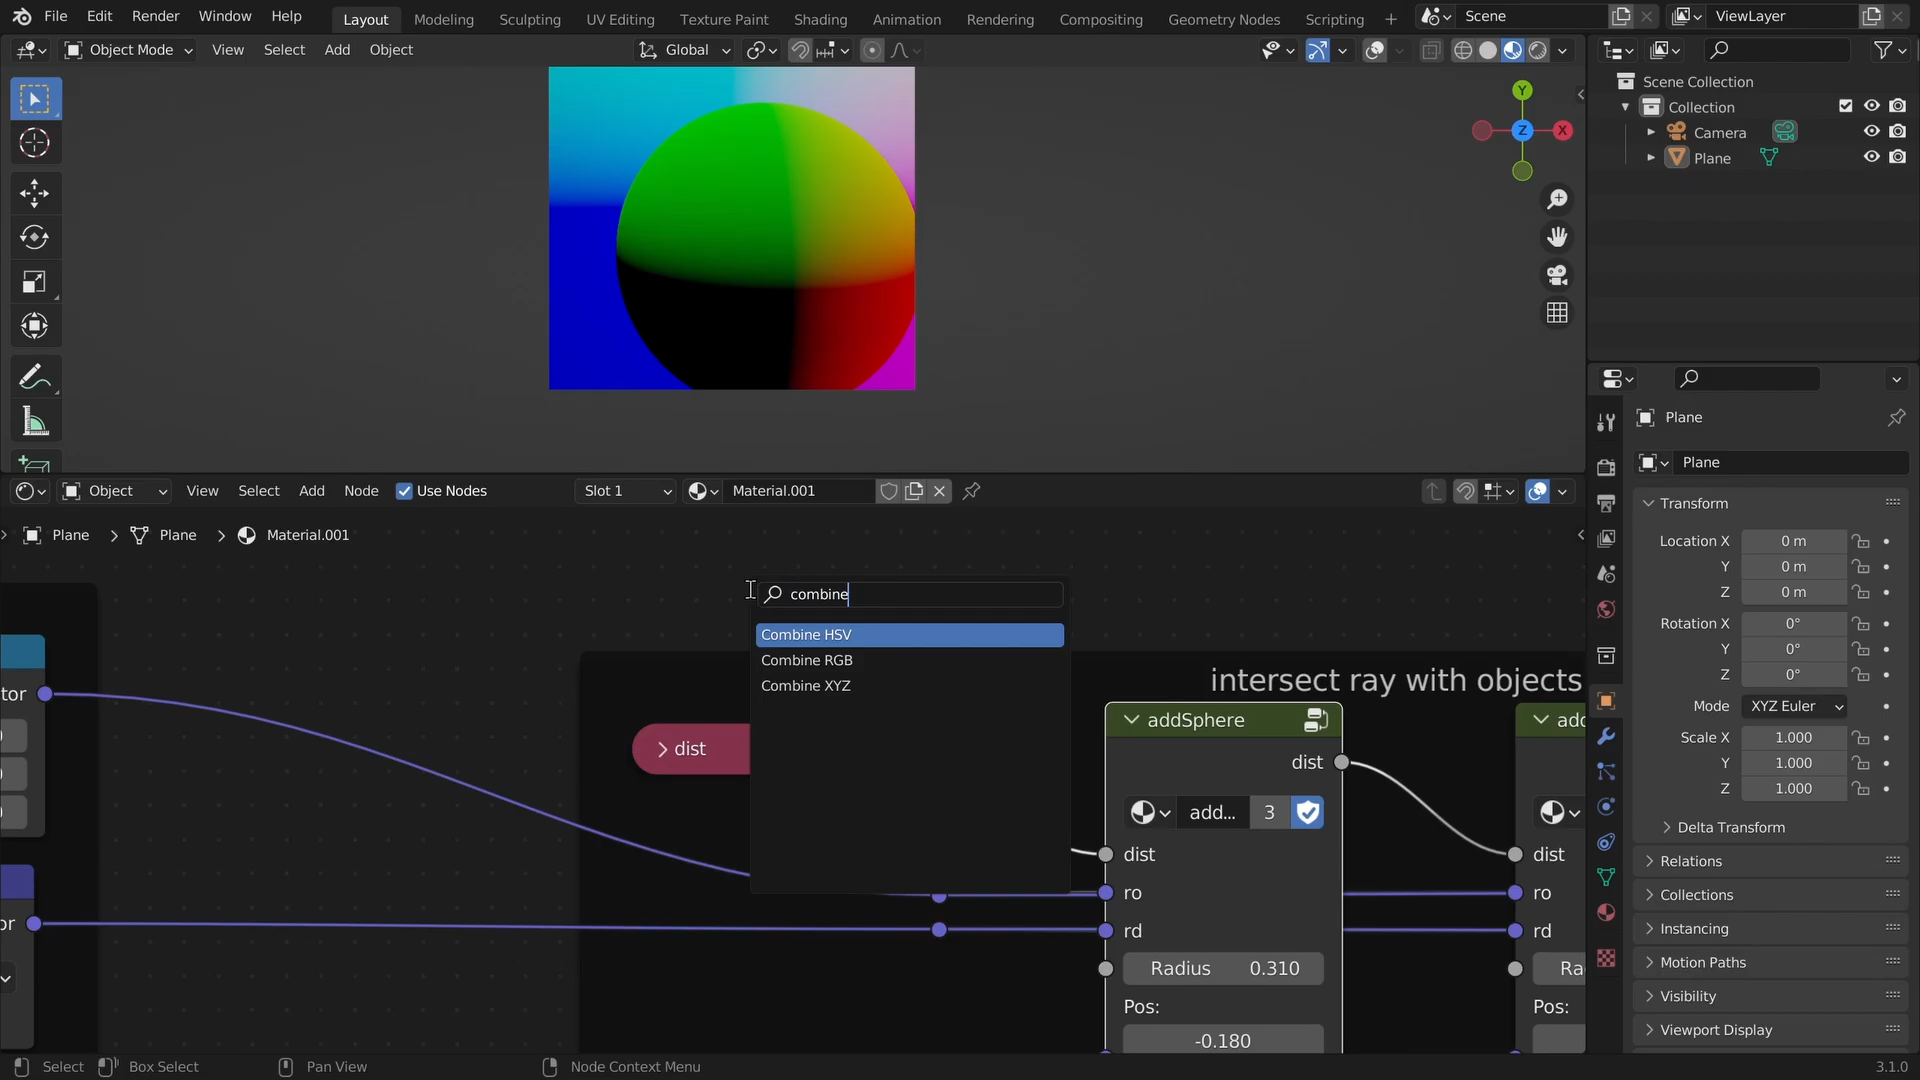 File Edit Render Window Help Layout Modeling Sculpting UV Editing Texture Paint Shading Animation Rendering Compositing Geometry Nodes Scripting Scene ViewLayer
Object Mode View Select Add Object Global
Y
Z
X
Scene Collection
Collection
Camera
Plane
Plane
Plane
Transform
Location X 0 m
Y 0 m
Z 0 m
Rotation X 0°
Y 0°
Z 0°
Mode XYZ Euler
Scale X 1.000
Y 1.000
Z 1.000
Delta Transform
Relations
Collections
Instancing
Motion Paths
Visibility
Viewport Display
Object View Select Add Node Use Nodes Slot 1 Material.001
Plane Plane Material.001
combine
Combine HSV
Combine RGB
Combine XYZ
intersect ray with objects
tor
or
dist
addSphere
dist
add... 3
dist
ro
rd
Radius 0.310
Pos:
-0.180
add
dist
ro
rd
Ra
Pos:
Select Box Select Pan View Node Context Menu 3.1.0